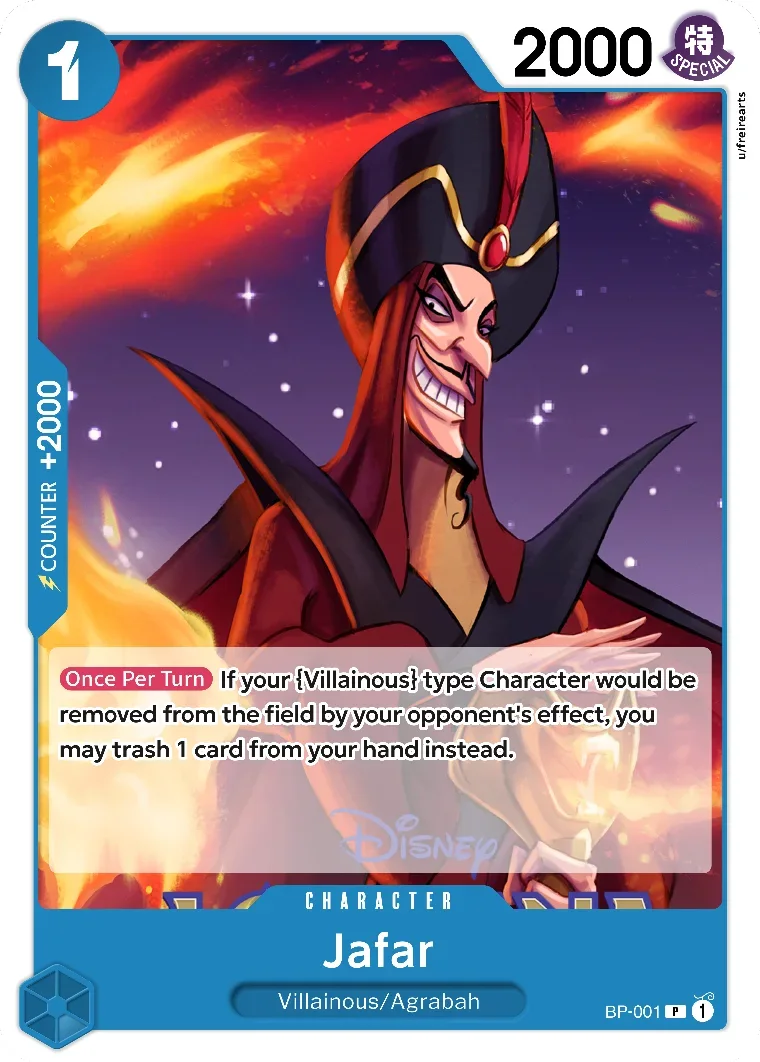 1
2000
特
SPECIAL
u/freirearts
COUNTER +2000
Once Per Turn If your {Villainous} type Character would be
removed from the field by your opponent's effect, you
may trash 1 card from your hand instead.
Disney
CHARACTER
Jafar
Villainous/Agrabah
BP-001 P 1